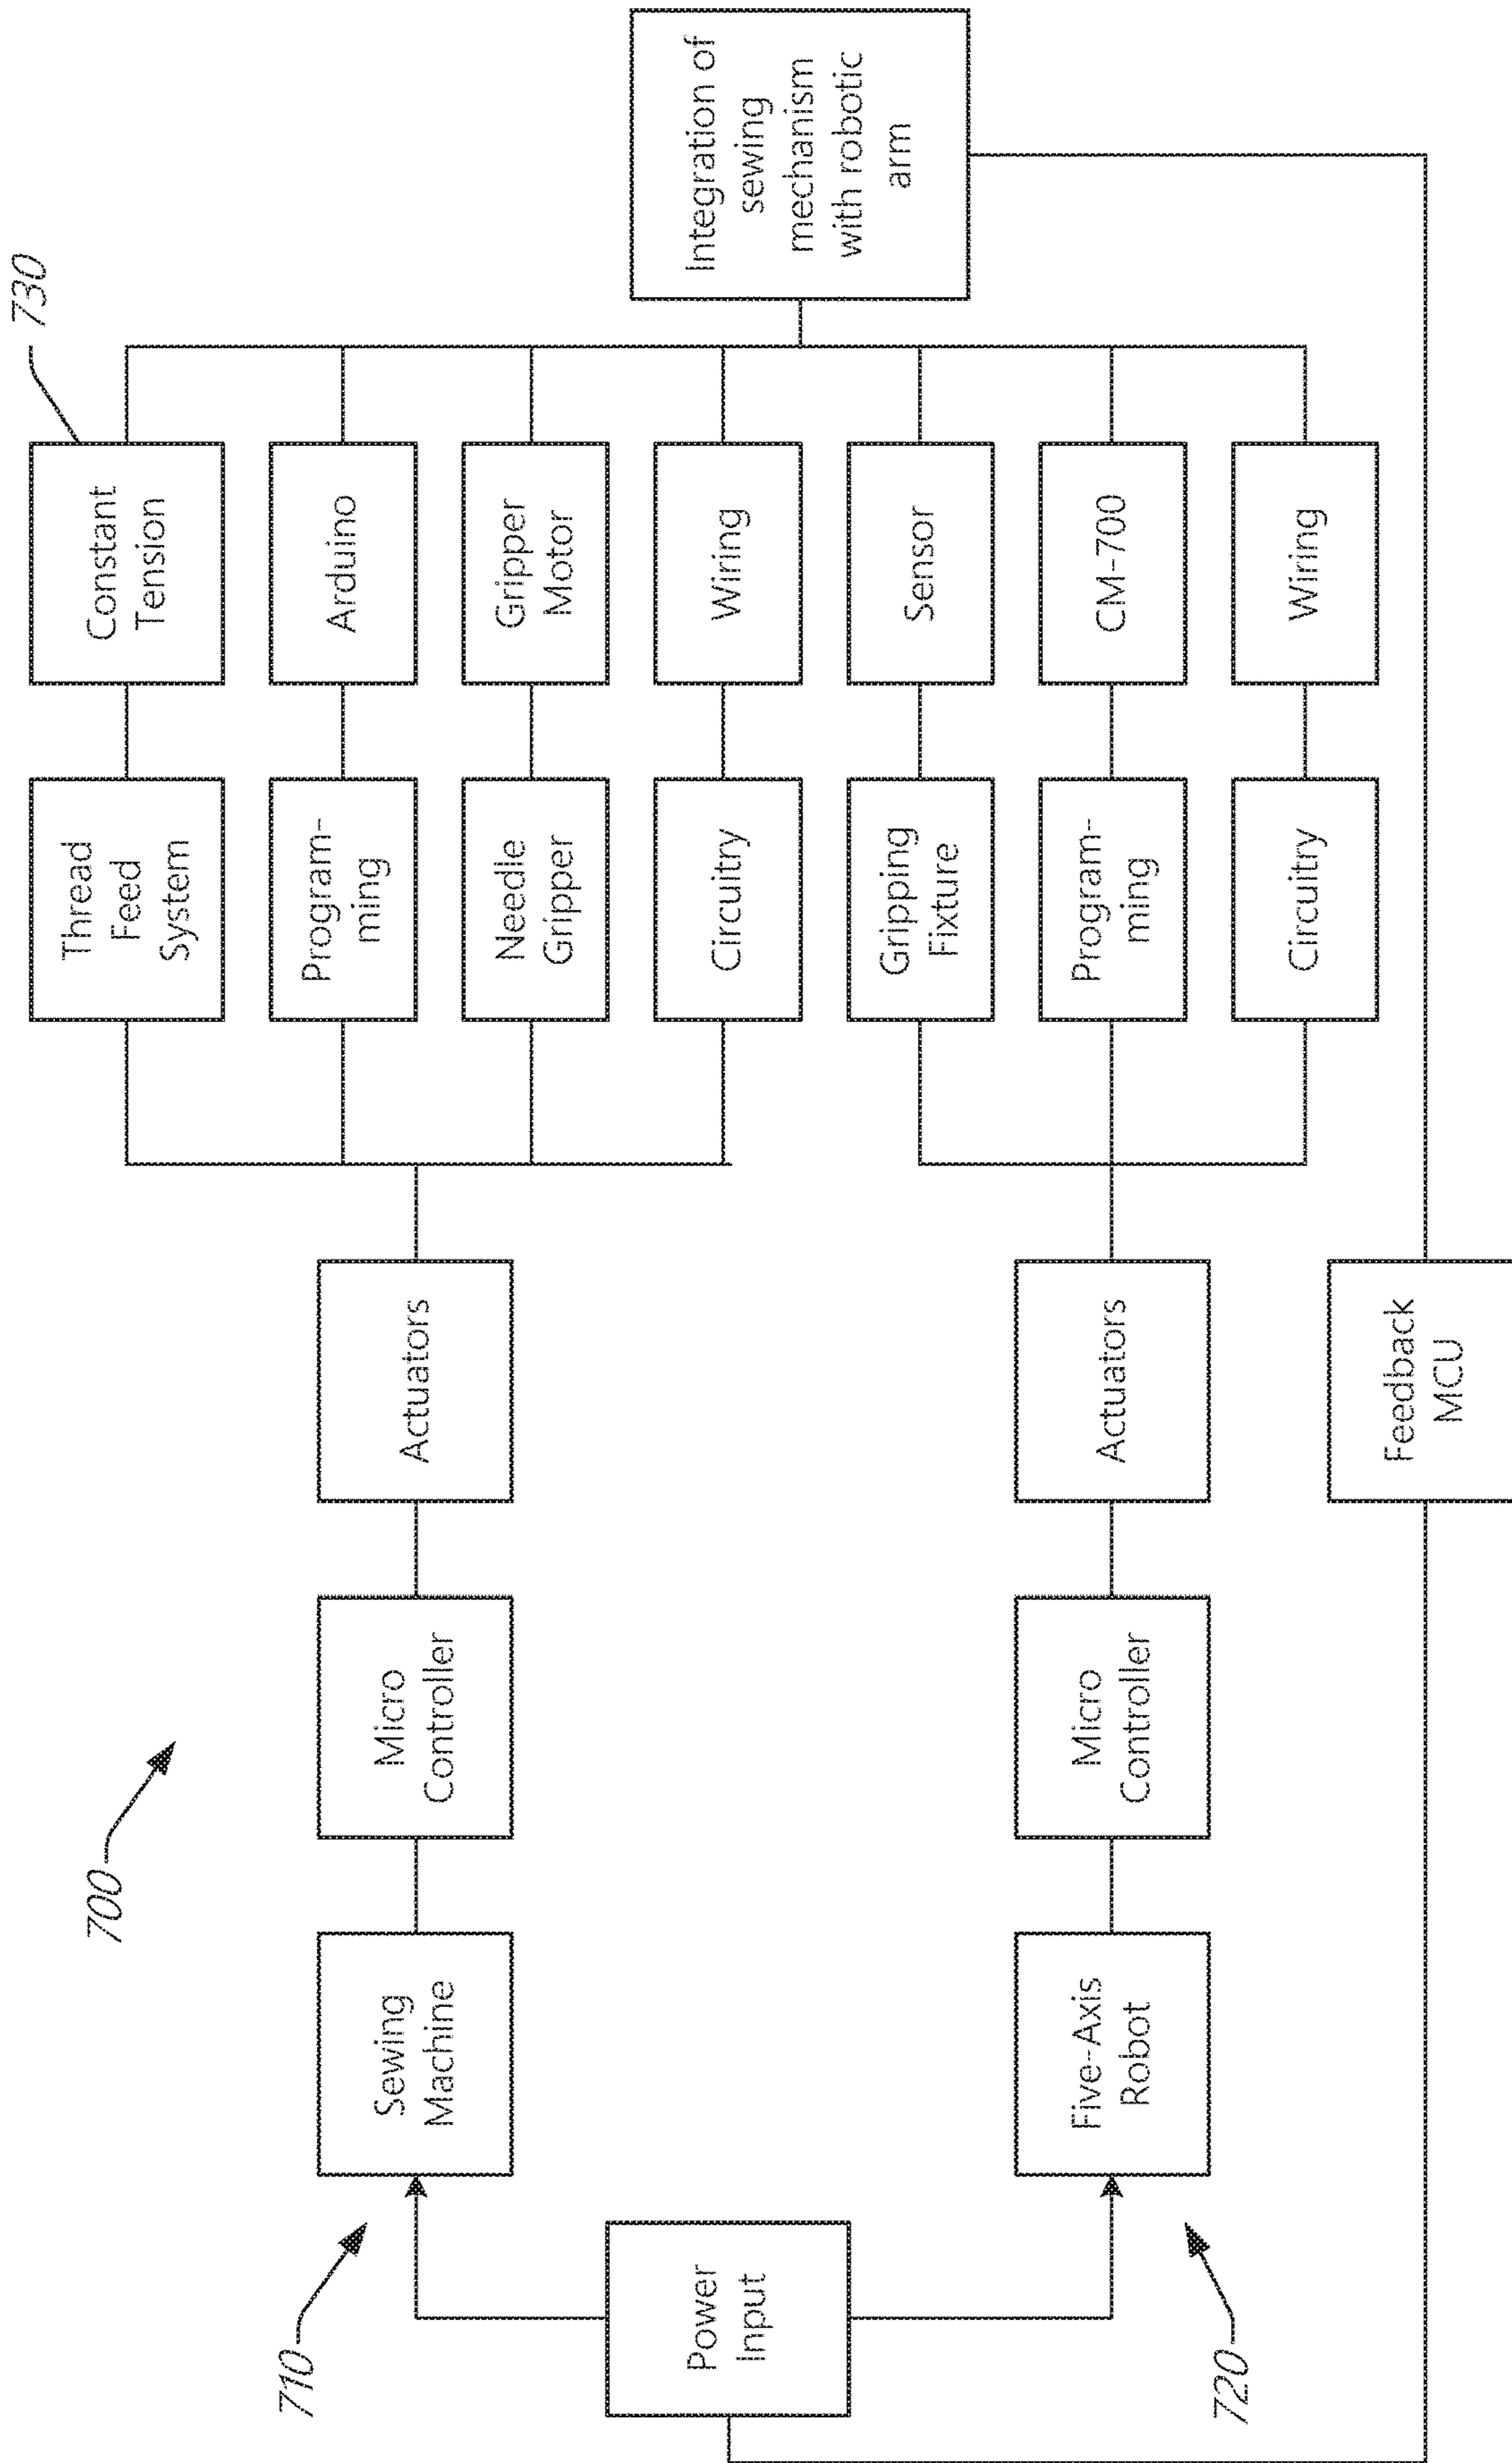 700
710
720
730
Power
Input
Sewing
Machine
Micro
Controller
Actuators
Thread
Feed
System
Constant
Tension
Program-
ming
Arduino
Needle
Gripper
Gripper
Motor
Circuitry
Wiring
Five-Axis
Robot
Micro
Controller
Actuators
Gripping
Fixture
Sensor
Program-
ming
CM-700
Circuitry
Wiring
Integration of
sewing
mechanism
with robotic
arm
Feedback
MCU